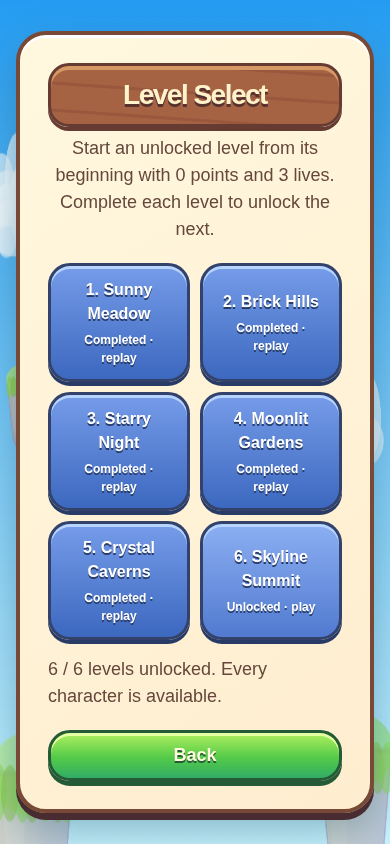 Level Select
Start an unlocked level from its
beginning with 0 points and 3 lives.
Complete each level to unlock the
next.
1. Sunny
Meadow
Completed ·
replay
2. Brick Hills
Completed ·
replay
3. Starry
Night
Completed ·
replay
4. Moonlit
Gardens
Completed ·
replay
5. Crystal
Caverns
Completed ·
replay
6. Skyline
Summit
Unlocked · play
6 / 6 levels unlocked. Every
character is available.
Back